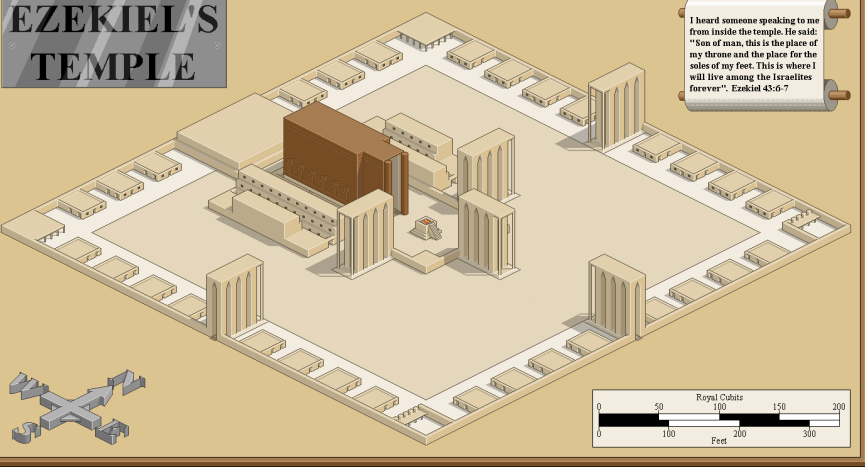 EZEKIEL'S
TEMPLE
I heard someone speaking to me
from inside the temple. He said:
"Son of man, this is the place of
my throne and the place for the
soles of my feet. This is where I
will live among the Israelites
forever". Ezekiel 43:6-7
N
W
S
E
Royal Cubits
0 50 100 150 200
0 100 200 300
Feet